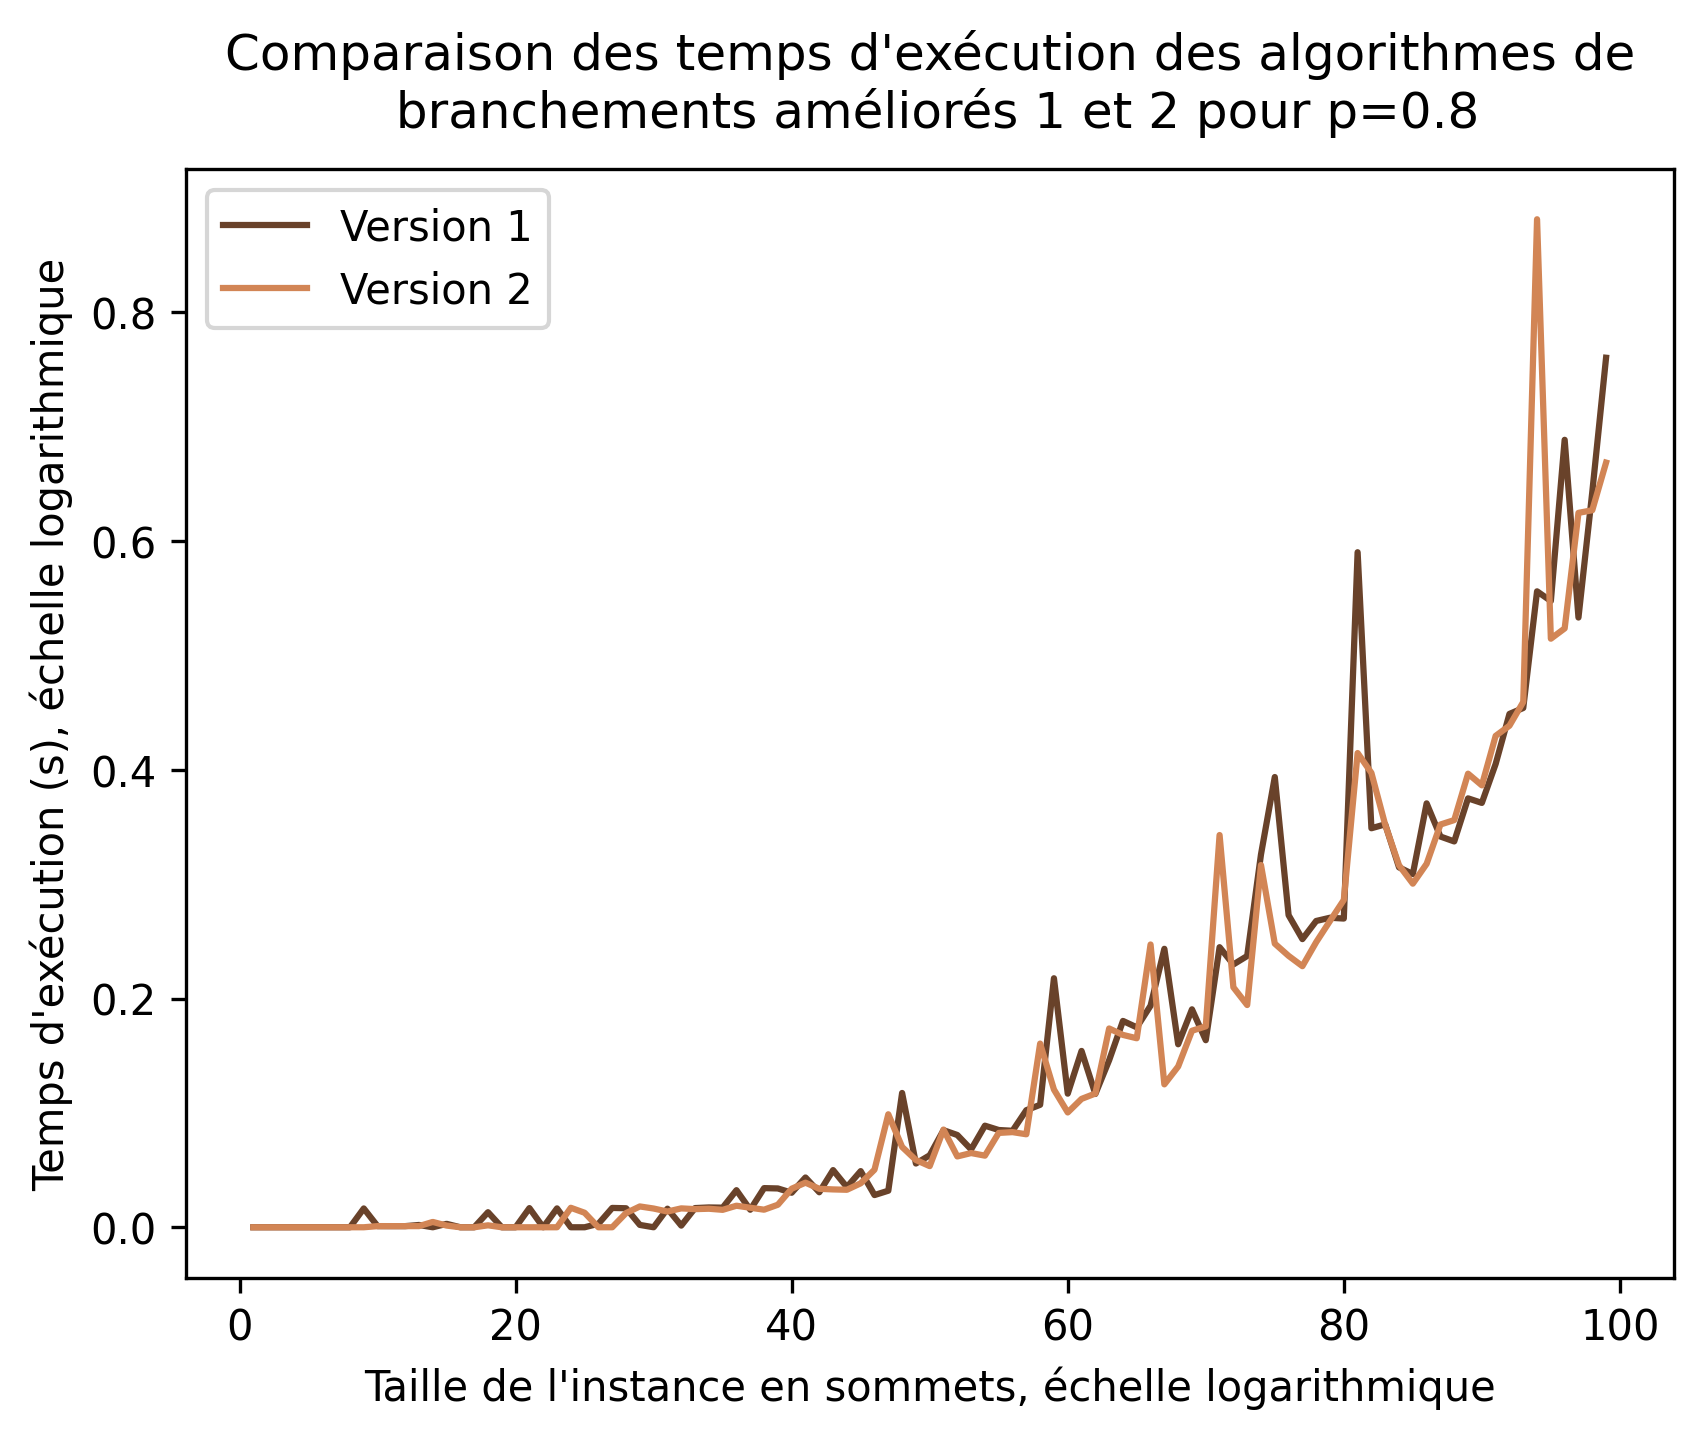 Comparaison des temps d'exécution des algorithmes de
branchements améliorés 1 et 2 pour p=0.8
Version 1
Version 2
Temps d'exécution (s), échelle logarithmique
0.8
0.6
0.4
0.2
0.0
0 20 40 60 80 100
Taille de l'instance en sommets, échelle logarithmique